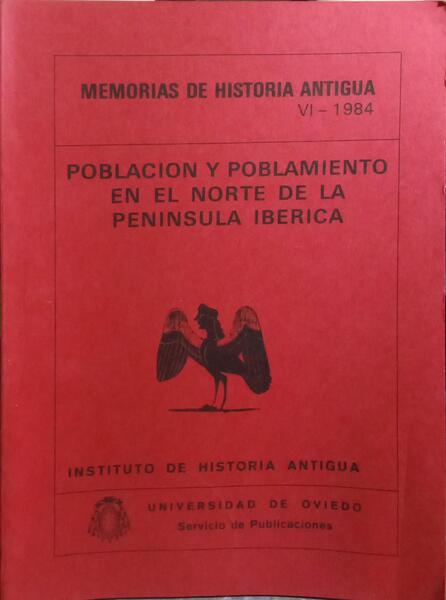 MEMORIAS DE HISTORIA ANTIGUA
VI - 1984
POBLACION Y POBLAMIENTO
EN EL NORTE DE LA
PENINSULA IBERICA
INSTITUTO DE HISTORIA ANTIGUA
UNIVERSIDAD DE OVIEDO
Servicio de Publicaciones